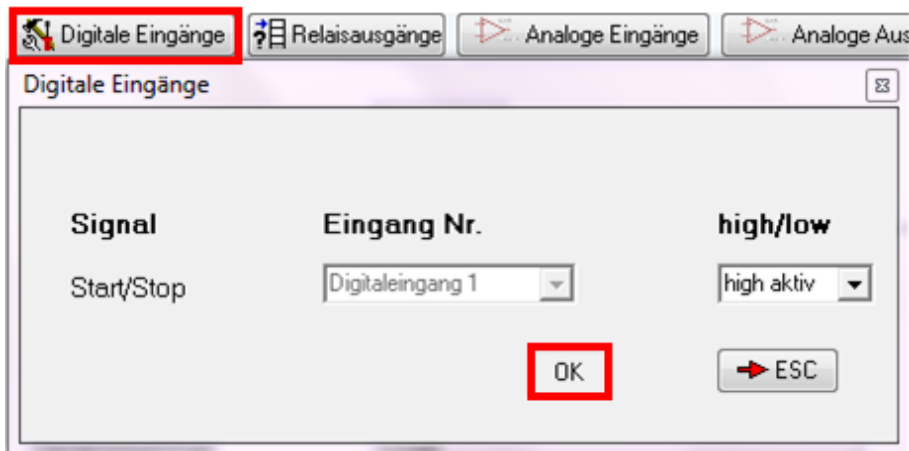 Digitale Eingänge Relaisausgänge Analoge Eingänge Analoge Aus
Digitale Eingänge
Signal Eingang Nr. high/low
Start/Stop Digitaleingang 1 high aktiv
OK ESC